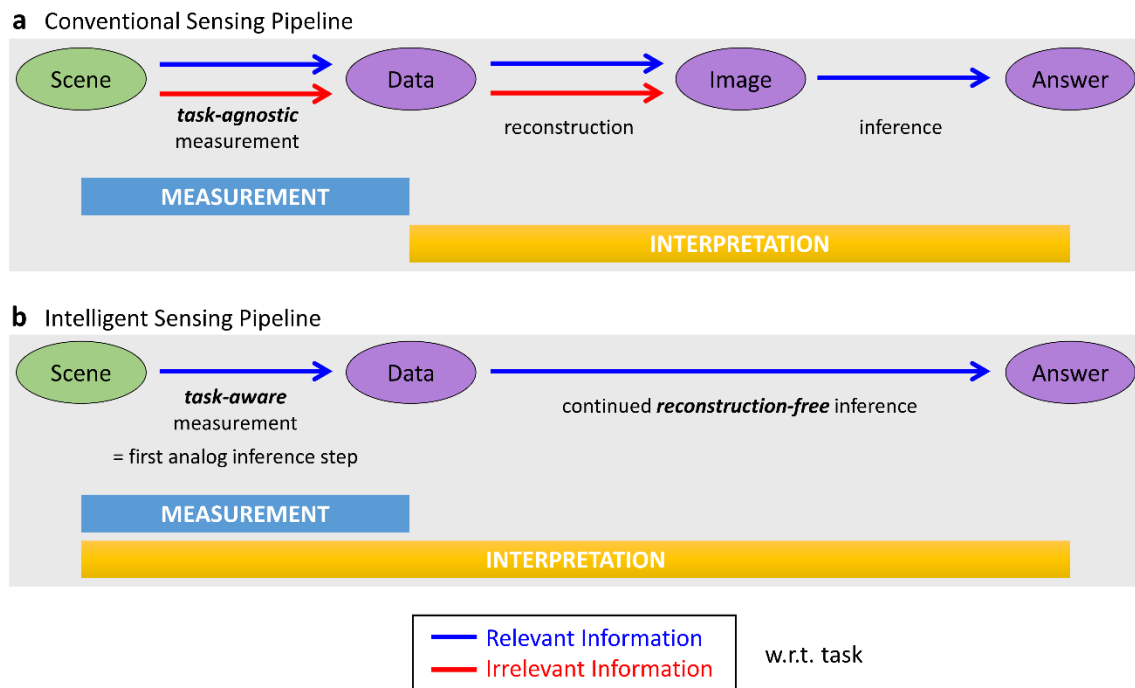 a Conventional Sensing Pipeline
Scene
Data
Image
Answer
task-agnostic
measurement
reconstruction
inference
MEASUREMENT
INTERPRETATION
b Intelligent Sensing Pipeline
Scene
Data
Answer
task-aware
measurement
= first analog inference step
continued reconstruction-free inference
MEASUREMENT
INTERPRETATION
Relevant Information
Irrelevant Information
w.r.t. task